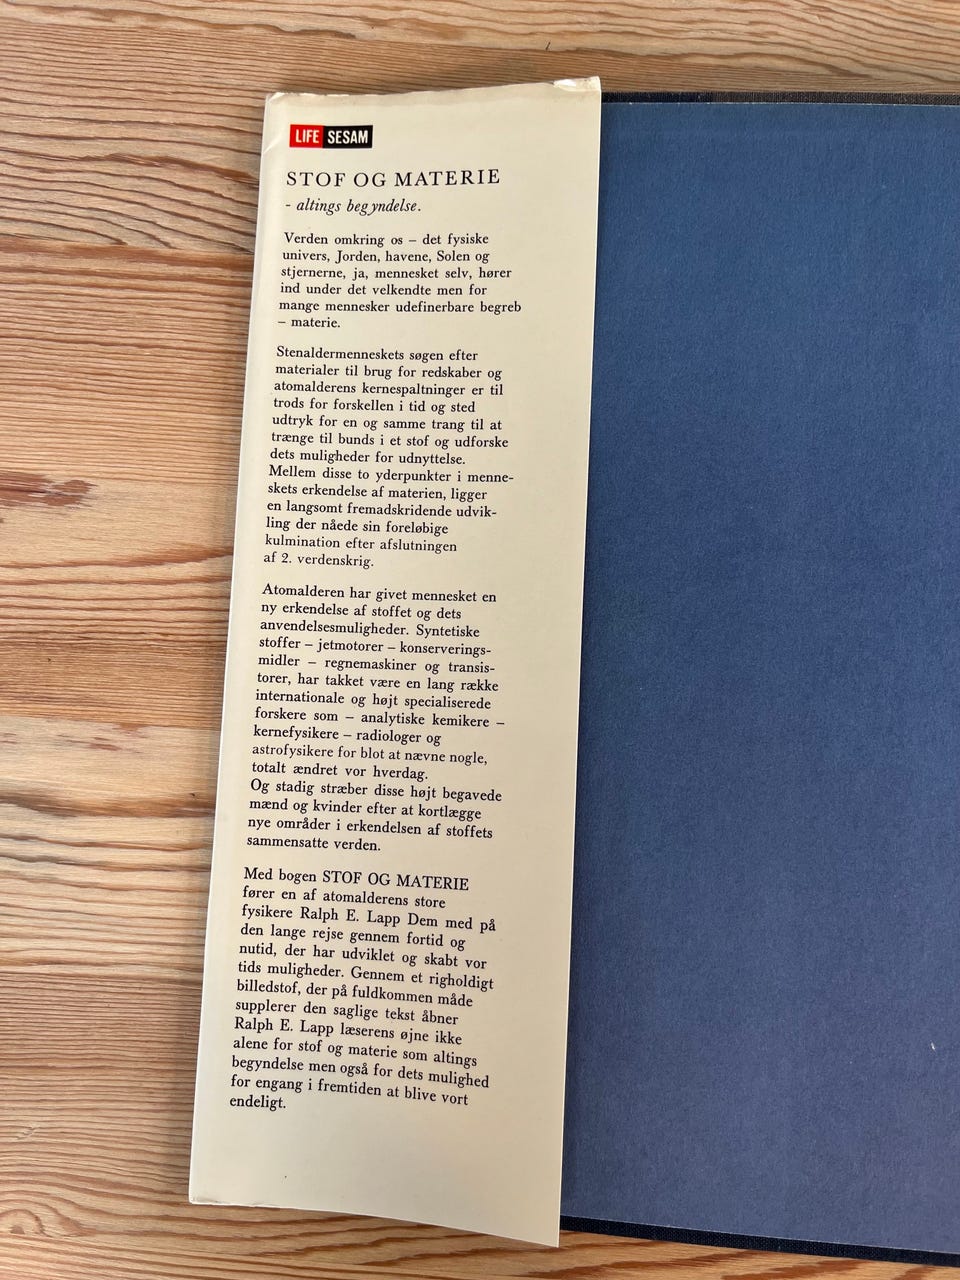 LIFE SESAM
STOF OG MATERIE
- altings begyndelse.
Verden omkring os – det fysiske
univers, Jorden, havene, Solen og
stjernerne, ja, mennesket selv, hører
ind under det velkendte men for
mange mennesker udefinerbare begreb
– materie.
Stenaldermenneskets søgen efter
materialer til brug for redskaber og
atomalderens kernespaltninger er til
trods for forskellen i tid og sted
udtryk for en og samme trang til at
trænge til bunds i et stof og udforske
dets muligheder for udnyttelse.
Mellem disse to yderpunkter i menne-
skets erkendelse af materien, ligger
en langsomt fremadskridende udvik-
ling der nåede sin foreløbige
kulmination efter afslutningen
af 2. verdenskrig.
Atomalderen har givet mennesket en
ny erkendelse af stoffet og dets
anvendelsesmuligheder. Syntetiske
stoffer – jetmotorer – konserverings-
midler – regnemaskiner og transis-
torer, har takket være en lang række
internationale og højt specialiserede
forskere som – analytiske kemikere –
kernefysikere – radiologer og
astrofysikere for blot at nævne nogle,
totalt ændret vor hverdag.
Og stadig stræber disse højt begavede
mænd og kvinder efter at kortlægge
nye områder i erkendelsen af stoffets
sammensatte verden.
Med bogen STOF OG MATERIE
fører en af atomalderens store
fysikere Ralph E. Lapp Dem med på
den lange rejse gennem fortid og
nutid, der har udviklet og skabt vor
tids muligheder. Gennem et righoldigt
billedstof, der på fuldkommen måde
supplerer den saglige tekst åbner
Ralph E. Lapp læserens øjne ikke
alene for stof og materie som altings
begyndelse men også for dets mulighed
for engang i fremtiden at blive vort
endeligt.